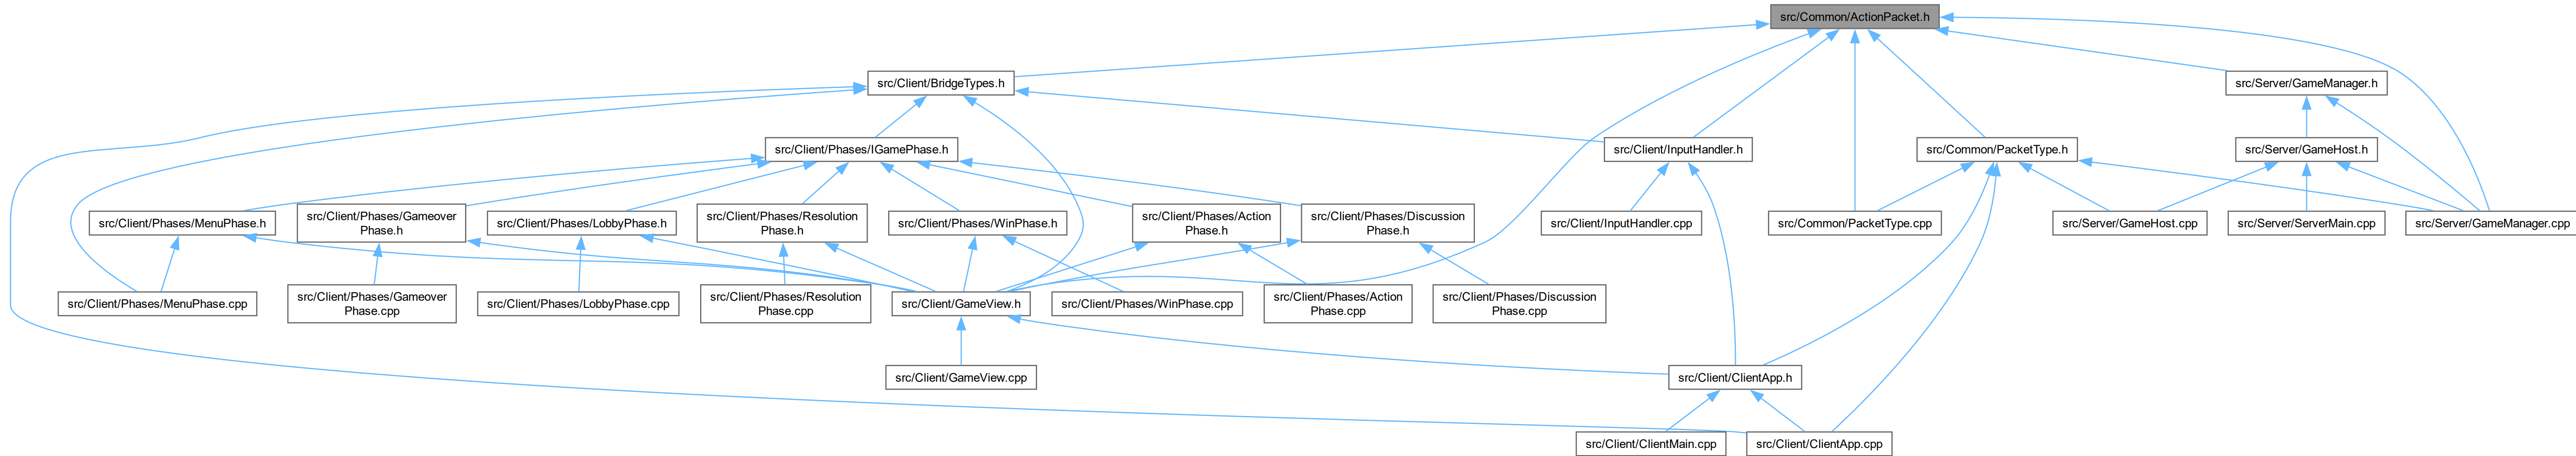 src/Common/ActionPacket.h
src/Client/BridgeTypes.h
src/Server/GameManager.h
src/Client/Phases/IGamePhase.h
src/Client/InputHandler.h
src/Common/PacketType.h
src/Server/GameHost.h
src/Client/Phases/MenuPhase.h
src/Client/Phases/Gameover
Phase.h
src/Client/Phases/LobbyPhase.h
src/Client/Phases/Resolution
Phase.h
src/Client/Phases/WinPhase.h
src/Client/Phases/Action
Phase.h
src/Client/Phases/Discussion
Phase.h
src/Client/InputHandler.cpp
src/Common/PacketType.cpp
src/Server/GameHost.cpp
src/Server/ServerMain.cpp
src/Server/GameManager.cpp
src/Client/Phases/MenuPhase.cpp
src/Client/Phases/Gameover
Phase.cpp
src/Client/Phases/LobbyPhase.cpp
src/Client/Phases/Resolution
Phase.cpp
src/Client/GameView.h
src/Client/Phases/WinPhase.cpp
src/Client/Phases/Action
Phase.cpp
src/Client/Phases/Discussion
Phase.cpp
src/Client/GameView.cpp
src/Client/ClientApp.h
src/Client/ClientMain.cpp
src/Client/ClientApp.cpp